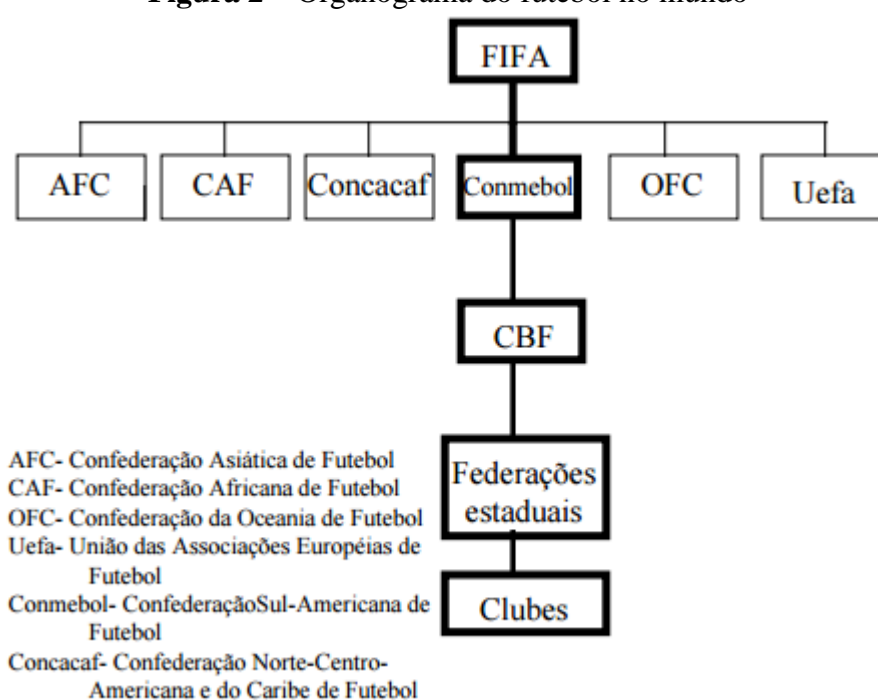 Figura 2 – Organograma do futebol no mundo
FIFA
AFC CAF Concacaf Conmebol OFC Uefa
CBF
Federações
estaduais
Clubes
AFC- Confederação Asiática de Futebol
CAF- Confederação Africana de Futebol
OFC- Confederação da Oceania de Futebol
Uefa- União das Associações Européias de
Futebol
Conmebol- ConfederaçãoSul-Americana de
Futebol
Concacaf- Confederação Norte-Centro-
Americana e do Caribe de Futebol